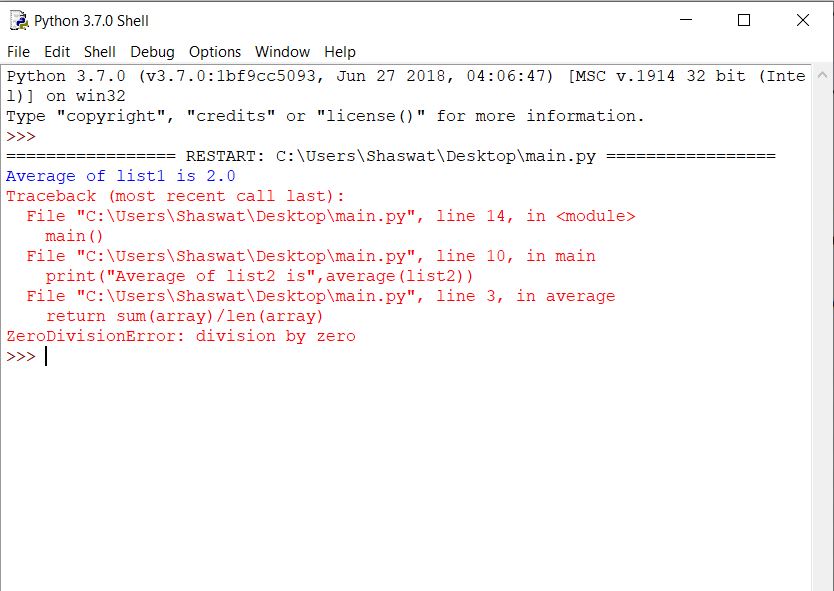 Python 3.7.0 Shell
File Edit Shell Debug Options Window Help
Python 3.7.0 (v3.7.0:1bf9cc5093, Jun 27 2018, 04:06:47) [MSC v.1914 32 bit (Inte
l)] on win32
Type "copyright", "credits" or "license()" for more information.
>>>
================= RESTART: C:\Users\Shaswat\Desktop\main.py =================
Average of list1 is 2.0
Traceback (most recent call last):
  File "C:\Users\Shaswat\Desktop\main.py", line 14, in <module>
    main()
  File "C:\Users\Shaswat\Desktop\main.py", line 10, in main
    print("Average of list2 is",average(list2))
  File "C:\Users\Shaswat\Desktop\main.py", line 3, in average
    return sum(array)/len(array)
ZeroDivisionError: division by zero
>>>